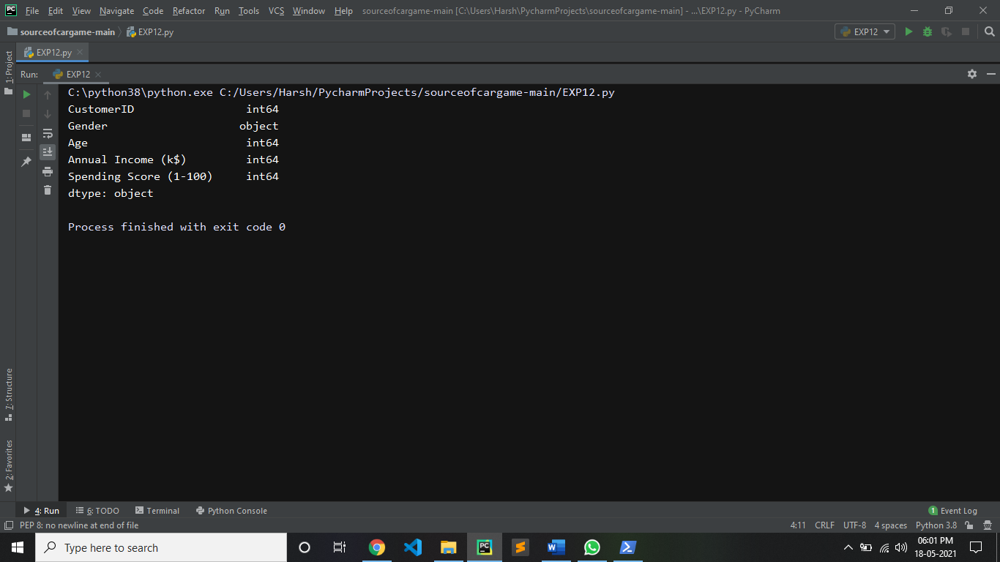 PC File Edit View Navigate Code Refactor Run Tools VCS Window Help sourceofcargame-main [C:\Users\Harsh\PycharmProjects\sourceofcargame-main] - ...\EXP12.py - PyCharm
sourceofcargame-main EXP12.py EXP12
EXP12.py
1: Project
Run: EXP12
C:\python38\python.exe C:/Users/Harsh/PycharmProjects/sourceofcargame-main/EXP12.py
CustomerID int64
Gender object
Age int64
Annual Income (k$) int64
Spending Score (1-100) int64
dtype: object
Process finished with exit code 0
7: Structure
2: Favorites
4: Run 6: TODO Terminal Python Console 1 Event Log
PEP 8: no newline at end of file 4:11 CRLF UTF-8 4 spaces Python 3.8
Type here to search PC W 06:01 PM
18-05-2021